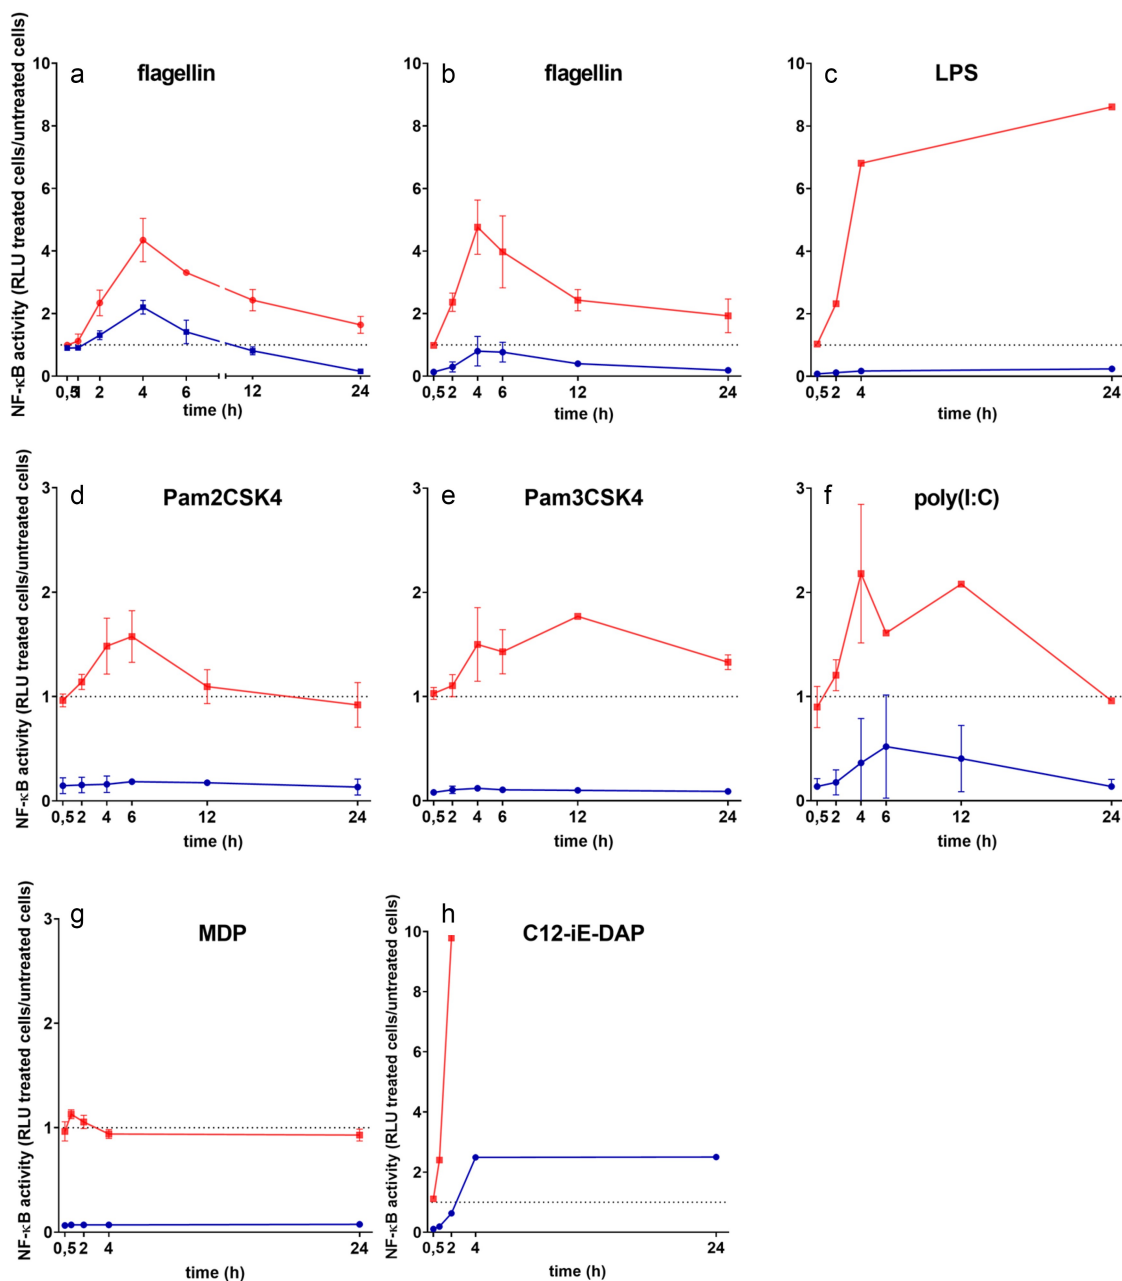 NF-κB activity (RLU treated cells/untreated cells)
a
flagellin
10
8
6
4
2
0
0,5 1 2 4 6 12 24
time (h)
b
flagellin
10
8
6
4
2
0
0,5 2 4 6 12 24
time (h)
c
LPS
10
8
6
4
2
0
0,5 2 4 24
time (h)
NF-κB activity (RLU treated cells/untreated cells)
d
Pam2CSK4
3
2
1
0
0,5 2 4 6 12 24
time (h)
e
Pam3CSK4
3
2
1
0
0,5 2 4 6 12 24
time (h)
f
poly(I:C)
3
2
1
0
0,5 2 4 6 12 24
time (h)
NF-κB activity (RLU treated cells/untreated cells)
g
MDP
3
2
1
0
0,5 2 4 24
time (h)
NF-κB activity (RLU treated cells/untreated cells)
h
C12-iE-DAP
10
8
6
4
2
0
0,5 2 4 24
time (h)